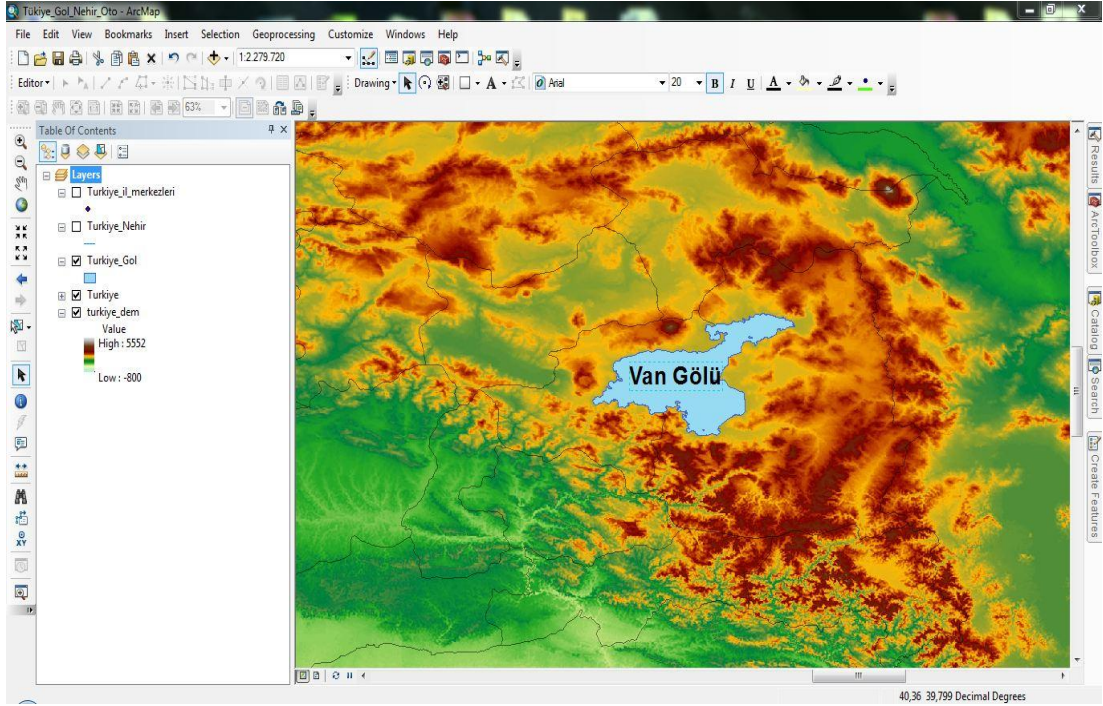 Tükiye_Gol_Nehir_Oto - ArcMap
File Edit View Bookmarks Insert Selection Geoprocessing Customize Windows Help
1:2.279.720
Editor Drawing A Arial 20 B I U A
63%
Table Of Contents
Layers
Turkiye_il_merkezleri
Turkiye_Nehir
Turkiye_Gol
Turkiye
turkiye_dem
Value
High : 5552
Low : -800
XY
Van Gölü
Results
ArcToolbox
Catalog
Search
Create Features
40,36 39,799 Decimal Degrees